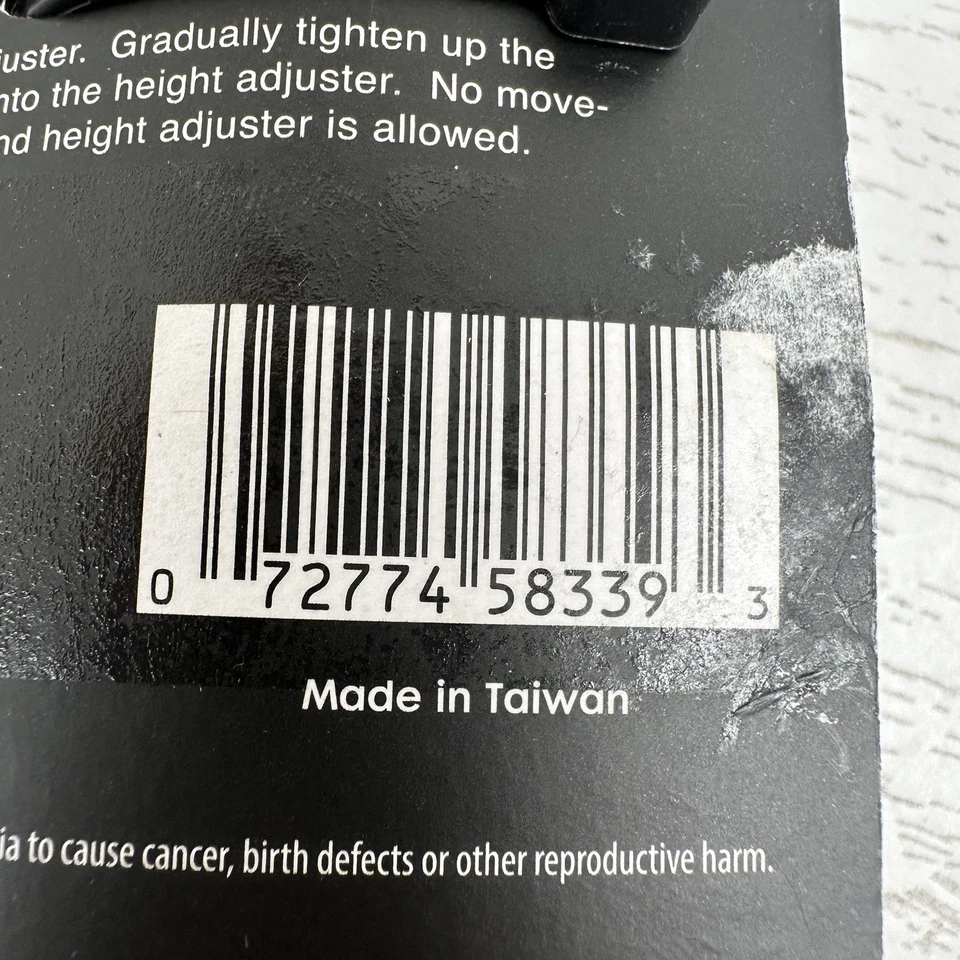 juster. Gradually tighten up the
nto the height adjuster. No move-
nd height adjuster is allowed.
0 72774 58339 3
Made in Taiwan
ia to cause cancer, birth defects or other reproductive harm.